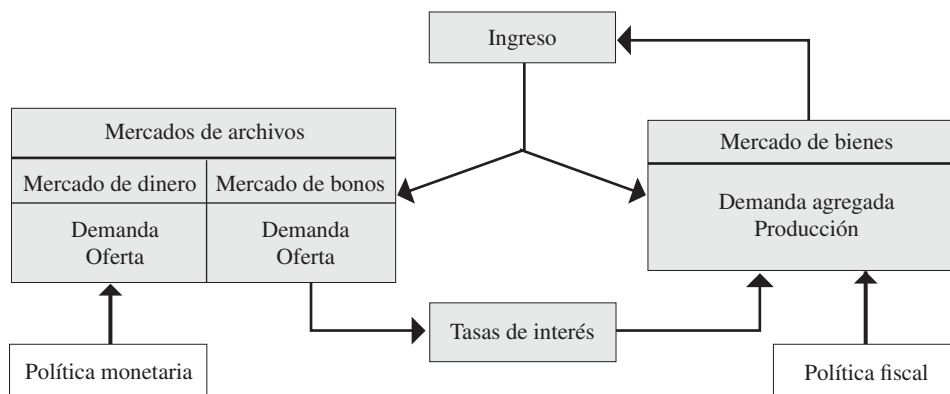 Ingreso
Mercados de archivos
Mercado de dinero
Mercado de bonos
Demanda
Oferta
Demanda
Oferta
Mercado de bienes
Demanda agregada
Producción
Tasas de interés
Política monetaria
Política fiscal